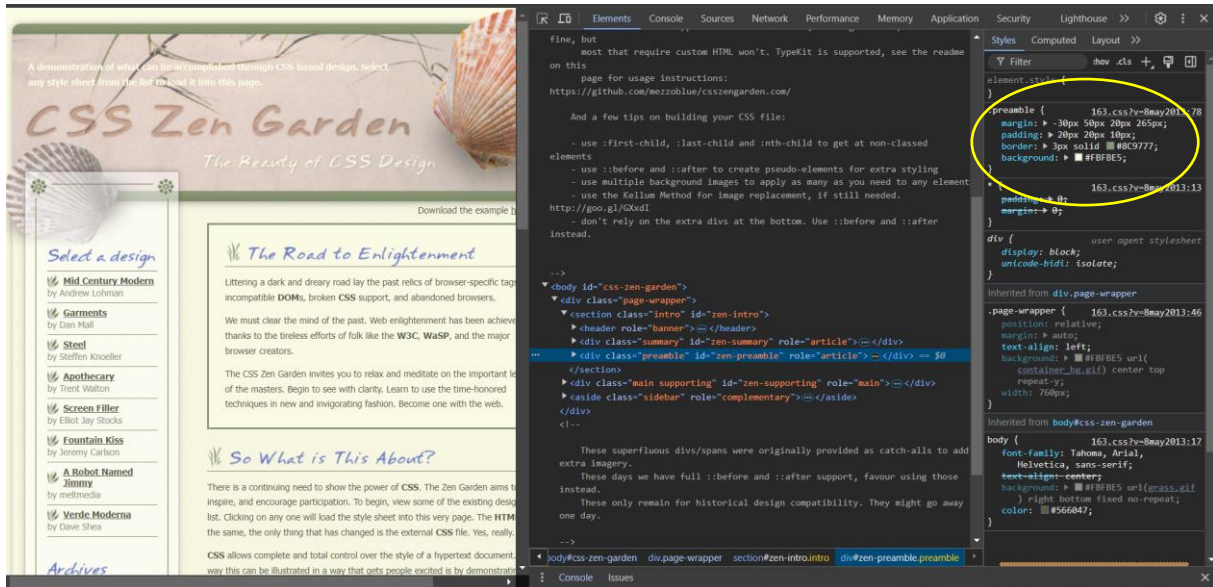 A demonstration of what can be accomplished through CSS-based design. Select
any style sheet from the list to load it into this page.
CSS Zen Garden
The Beauty of CSS Design
Download the example h
Select a design
Mid Century Modern
by Andrew Lohman
Garments
by Dan Mall
Steel
by Steffen Knoeller
Apothecary
by Trent Walton
Screen Filler
by Elliot Jay Stocks
Fountain Kiss
by Jeremy Carlson
A Robot Named
Jimmy
by meltmedia
Verde Moderna
by Dave Shea
Archives
The Road to Enlightenment
Littering a dark and dreary road lay the past relics of browser-specific tags
incompatible DOMs, broken CSS support, and abandoned browsers.
We must clear the mind of the past. Web enlightenment has been achieve
thanks to the tireless efforts of folk like the W3C, WaSP, and the major
browser creators.
The CSS Zen Garden invites you to relax and meditate on the important le
of the masters. Begin to see with clarity. Learn to use the time-honored
techniques in new and invigorating fashion. Become one with the web.
So What is This About?
There is a continuing need to show the power of CSS. The Zen Garden aims t
inspire, and encourage participation. To begin, view some of the existing desig
list. Clicking on any one will load the style sheet into this very page. The HTM
the same, the only thing that has changed is the external CSS file. Yes, really.
CSS allows complete and total control over the style of a hypertext document.
way this can be illustrated in a way that gets people excited is by demonstratin
Elements Console Sources Network Performance Memory Application Security Lighthouse »
fine, but
most that require custom HTML won't. TypeKit is supported, see the readme
on this
page for usage instructions:
https://github.com/mezzoblue/csszengarden.com/
And a few tips on building your CSS file:
- use :first-child, :last-child and :nth-child to get at non-classed
elements
- use ::before and ::after to create pseudo-elements for extra styling
- use multiple background images to apply as many as you need to any element
- use the Kellum Method for image replacement, if still needed.
http://goo.gl/GXxdI
- don't rely on the extra divs at the bottom. Use ::before and ::after
instead.
-->
<body id="css-zen-garden">
<div class="page-wrapper">
<section class="intro" id="zen-intro">
<header role="banner">…</header>
<div class="summary" id="zen-summary" role="article">…</div>
… <div class="preamble" id="zen-preamble" role="article">…</div> == $0
</section>
<div class="main supporting" id="zen-supporting" role="main">…</div>
<aside class="sidebar" role="complementary">…</aside>
</div>
<!--
These superfluous divs/spans were originally provided as catch-alls to add
extra imagery.
These days we have full ::before and ::after support, favour using those
instead.
These only remain for historical design compatibility. They might go away
one day.
-->
body#css-zen-garden div.page-wrapper section#zen-intro.intro div#zen-preamble.preamble
Console Issues
Styles Computed Layout »
Filter :hov .cls +
element.style {
}
.preamble { 163.css?v=8may2013:78
margin: -30px 50px 20px 265px;
padding: 20px 20px 10px;
border: 3px solid #8C9777;
background: #FBFBE5;
}
* { 163.css?v=8may2013:13
padding: 0;
margin: 0;
}
div { user agent stylesheet
display: block;
unicode-bidi: isolate;
}
Inherited from div.page-wrapper
.page-wrapper { 163.css?v=8may2013:46
position: relative;
margin: auto;
text-align: left;
background: #FBFBE5 url(
container_bg.gif) center top
repeat-y;
width: 760px;
}
Inherited from body#css-zen-garden
body { 163.css?v=8may2013:17
font-family: Tahoma, Arial,
Helvetica, sans-serif;
text-align: center;
background: #FBFBE5 url(grass.gif
) right bottom fixed no-repeat;
color: #566047;
}